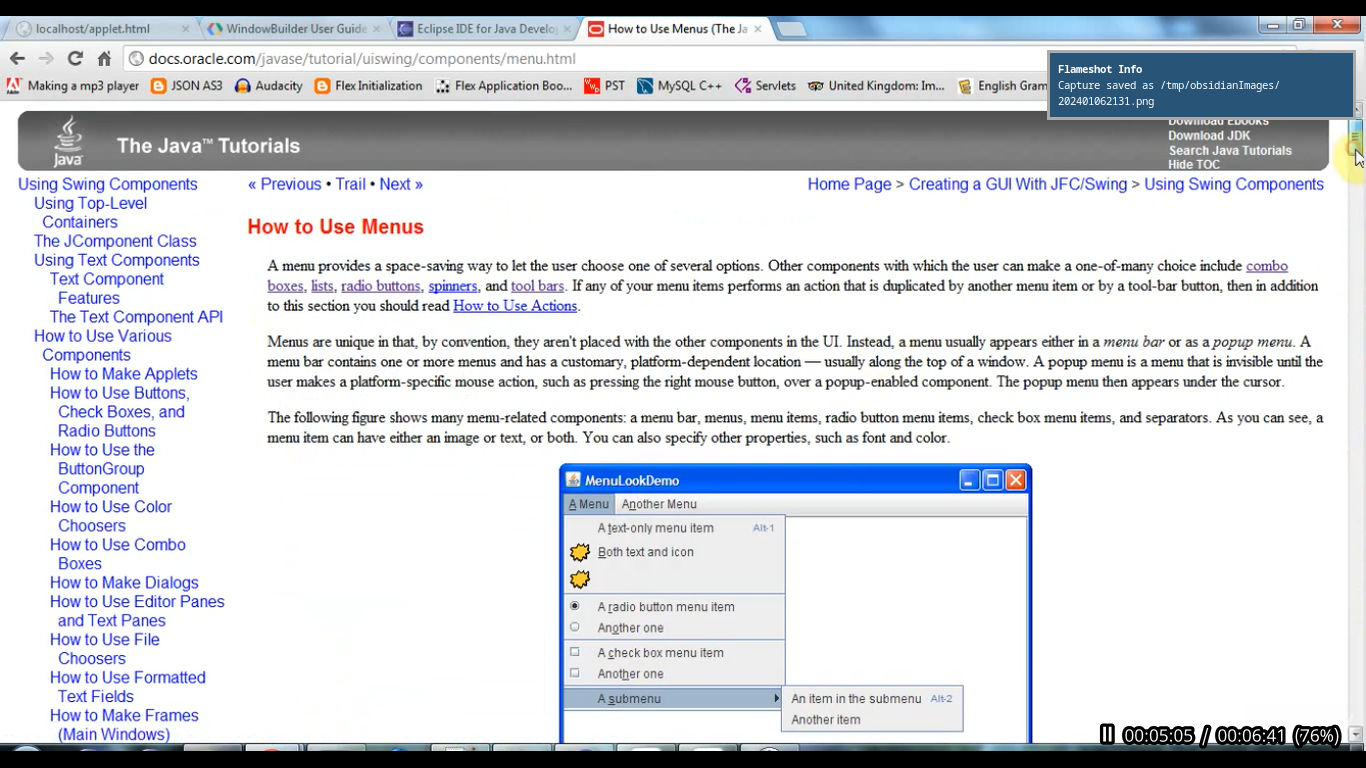 localhost/applet.html
WindowBuilder User Guide
Eclipse IDE for Java Develo
How to Use Menus (The Ja
docs.oracle.com/javase/tutorial/uiswing/components/menu.html
Making a mp3 player
JSON AS3
Audacity
Flex Initialization
Flex Application Boo...
PST
MySQL C++
Servlets
United Kingdom: Im...
English Gram
Flameshot Info
Capture saved as /tmp/obsidianImages/
202401062131.png
Java
The Java™ Tutorials
Download Ebooks
Download JDK
Search Java Tutorials
Hide TOC
Using Swing Components
Using Top-Level
Containers
The JComponent Class
Using Text Components
Text Component
Features
The Text Component API
How to Use Various
Components
How to Make Applets
How to Use Buttons,
Check Boxes, and
Radio Buttons
How to Use the
ButtonGroup
Component
How to Use Color
Choosers
How to Use Combo
Boxes
How to Make Dialogs
How to Use Editor Panes
and Text Panes
How to Use File
Choosers
How to Use Formatted
Text Fields
How to Make Frames
(Main Windows)
« Previous • Trail • Next »
Home Page > Creating a GUI With JFC/Swing > Using Swing Components
How to Use Menus
A menu provides a space-saving way to let the user choose one of several options. Other components with which the user can make a one-of-many choice include combo
boxes, lists, radio buttons, spinners, and tool bars. If any of your menu items performs an action that is duplicated by another menu item or by a tool-bar button, then in addition
to this section you should read How to Use Actions.
Menus are unique in that, by convention, they aren't placed with the other components in the UI. Instead, a menu usually appears either in a menu bar or as a popup menu. A
menu bar contains one or more menus and has a customary, platform-dependent location — usually along the top of a window. A popup menu is a menu that is invisible until the
user makes a platform-specific mouse action, such as pressing the right mouse button, over a popup-enabled component. The popup menu then appears under the cursor.
The following figure shows many menu-related components: a menu bar, menus, menu items, radio button menu items, check box menu items, and separators. As you can see, a
menu item can have either an image or text, or both. You can also specify other properties, such as font and color.
MenuLookDemo
A Menu Another Menu
A text-only menu item Alt-1
Both text and icon
A radio button menu item
Another one
A check box menu item
Another one
A submenu
An item in the submenu Alt-2
Another item
00:05:05 / 00:06:41 (76%)